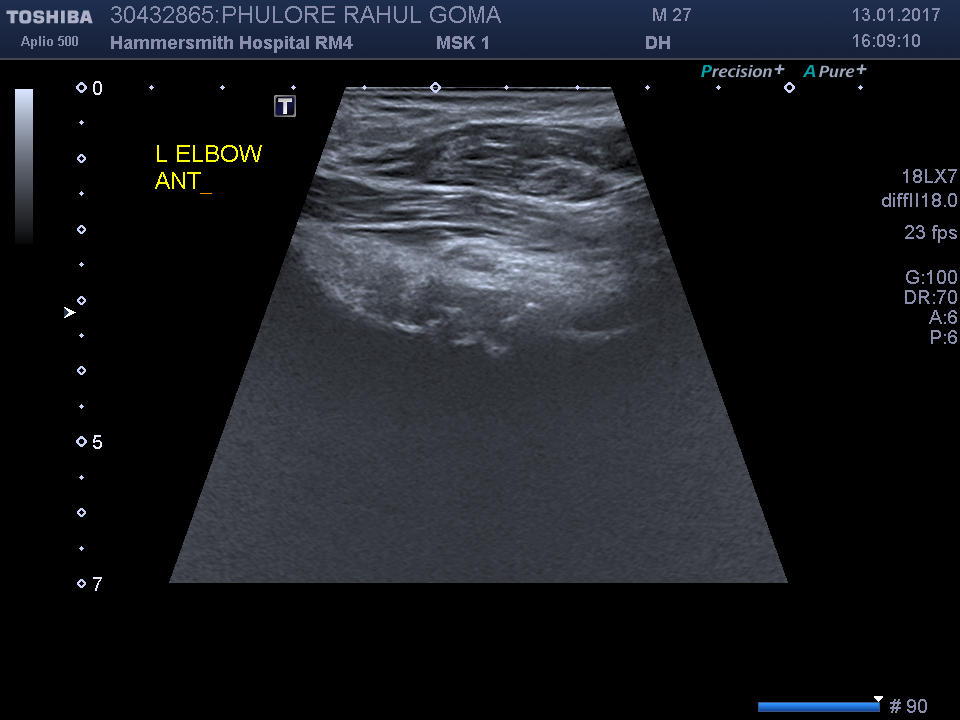 TOSHIBA 30432865:PHULORE RAHUL GOMA M 27 13.01.2017
Aplio 500 Hammersmith Hospital RM4 MSK 1 DH 16:09:10
Precision+ A Pure+
0
T
L ELBOW
ANT_
18LX7
diffII18.0
23 fps
G:100
DR:70
A:6
P:6
5
7
# 90